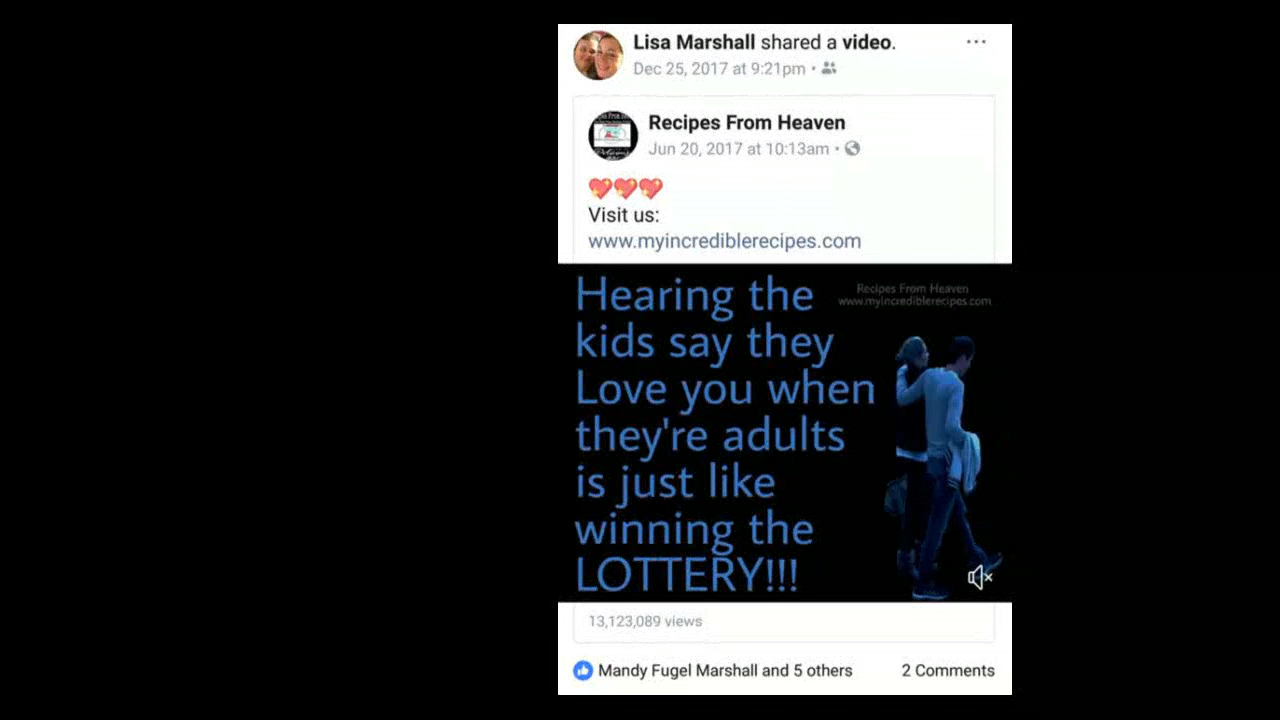 Lisa Marshall shared a video.
Dec 25, 2017 at 9:21pm •
Recipes From Heaven
Jun 20, 2017 at 10:13am •
💖💖💖
Visit us:
www.myincrediblerecipes.com
Hearing the
kids say they
Love you when
they're adults
is just like
winning the
LOTTERY!!!
Recipes From Heaven
www.myincrediblerecipes.com
13,123,089 views
Mandy Fugel Marshall and 5 others
2 Comments